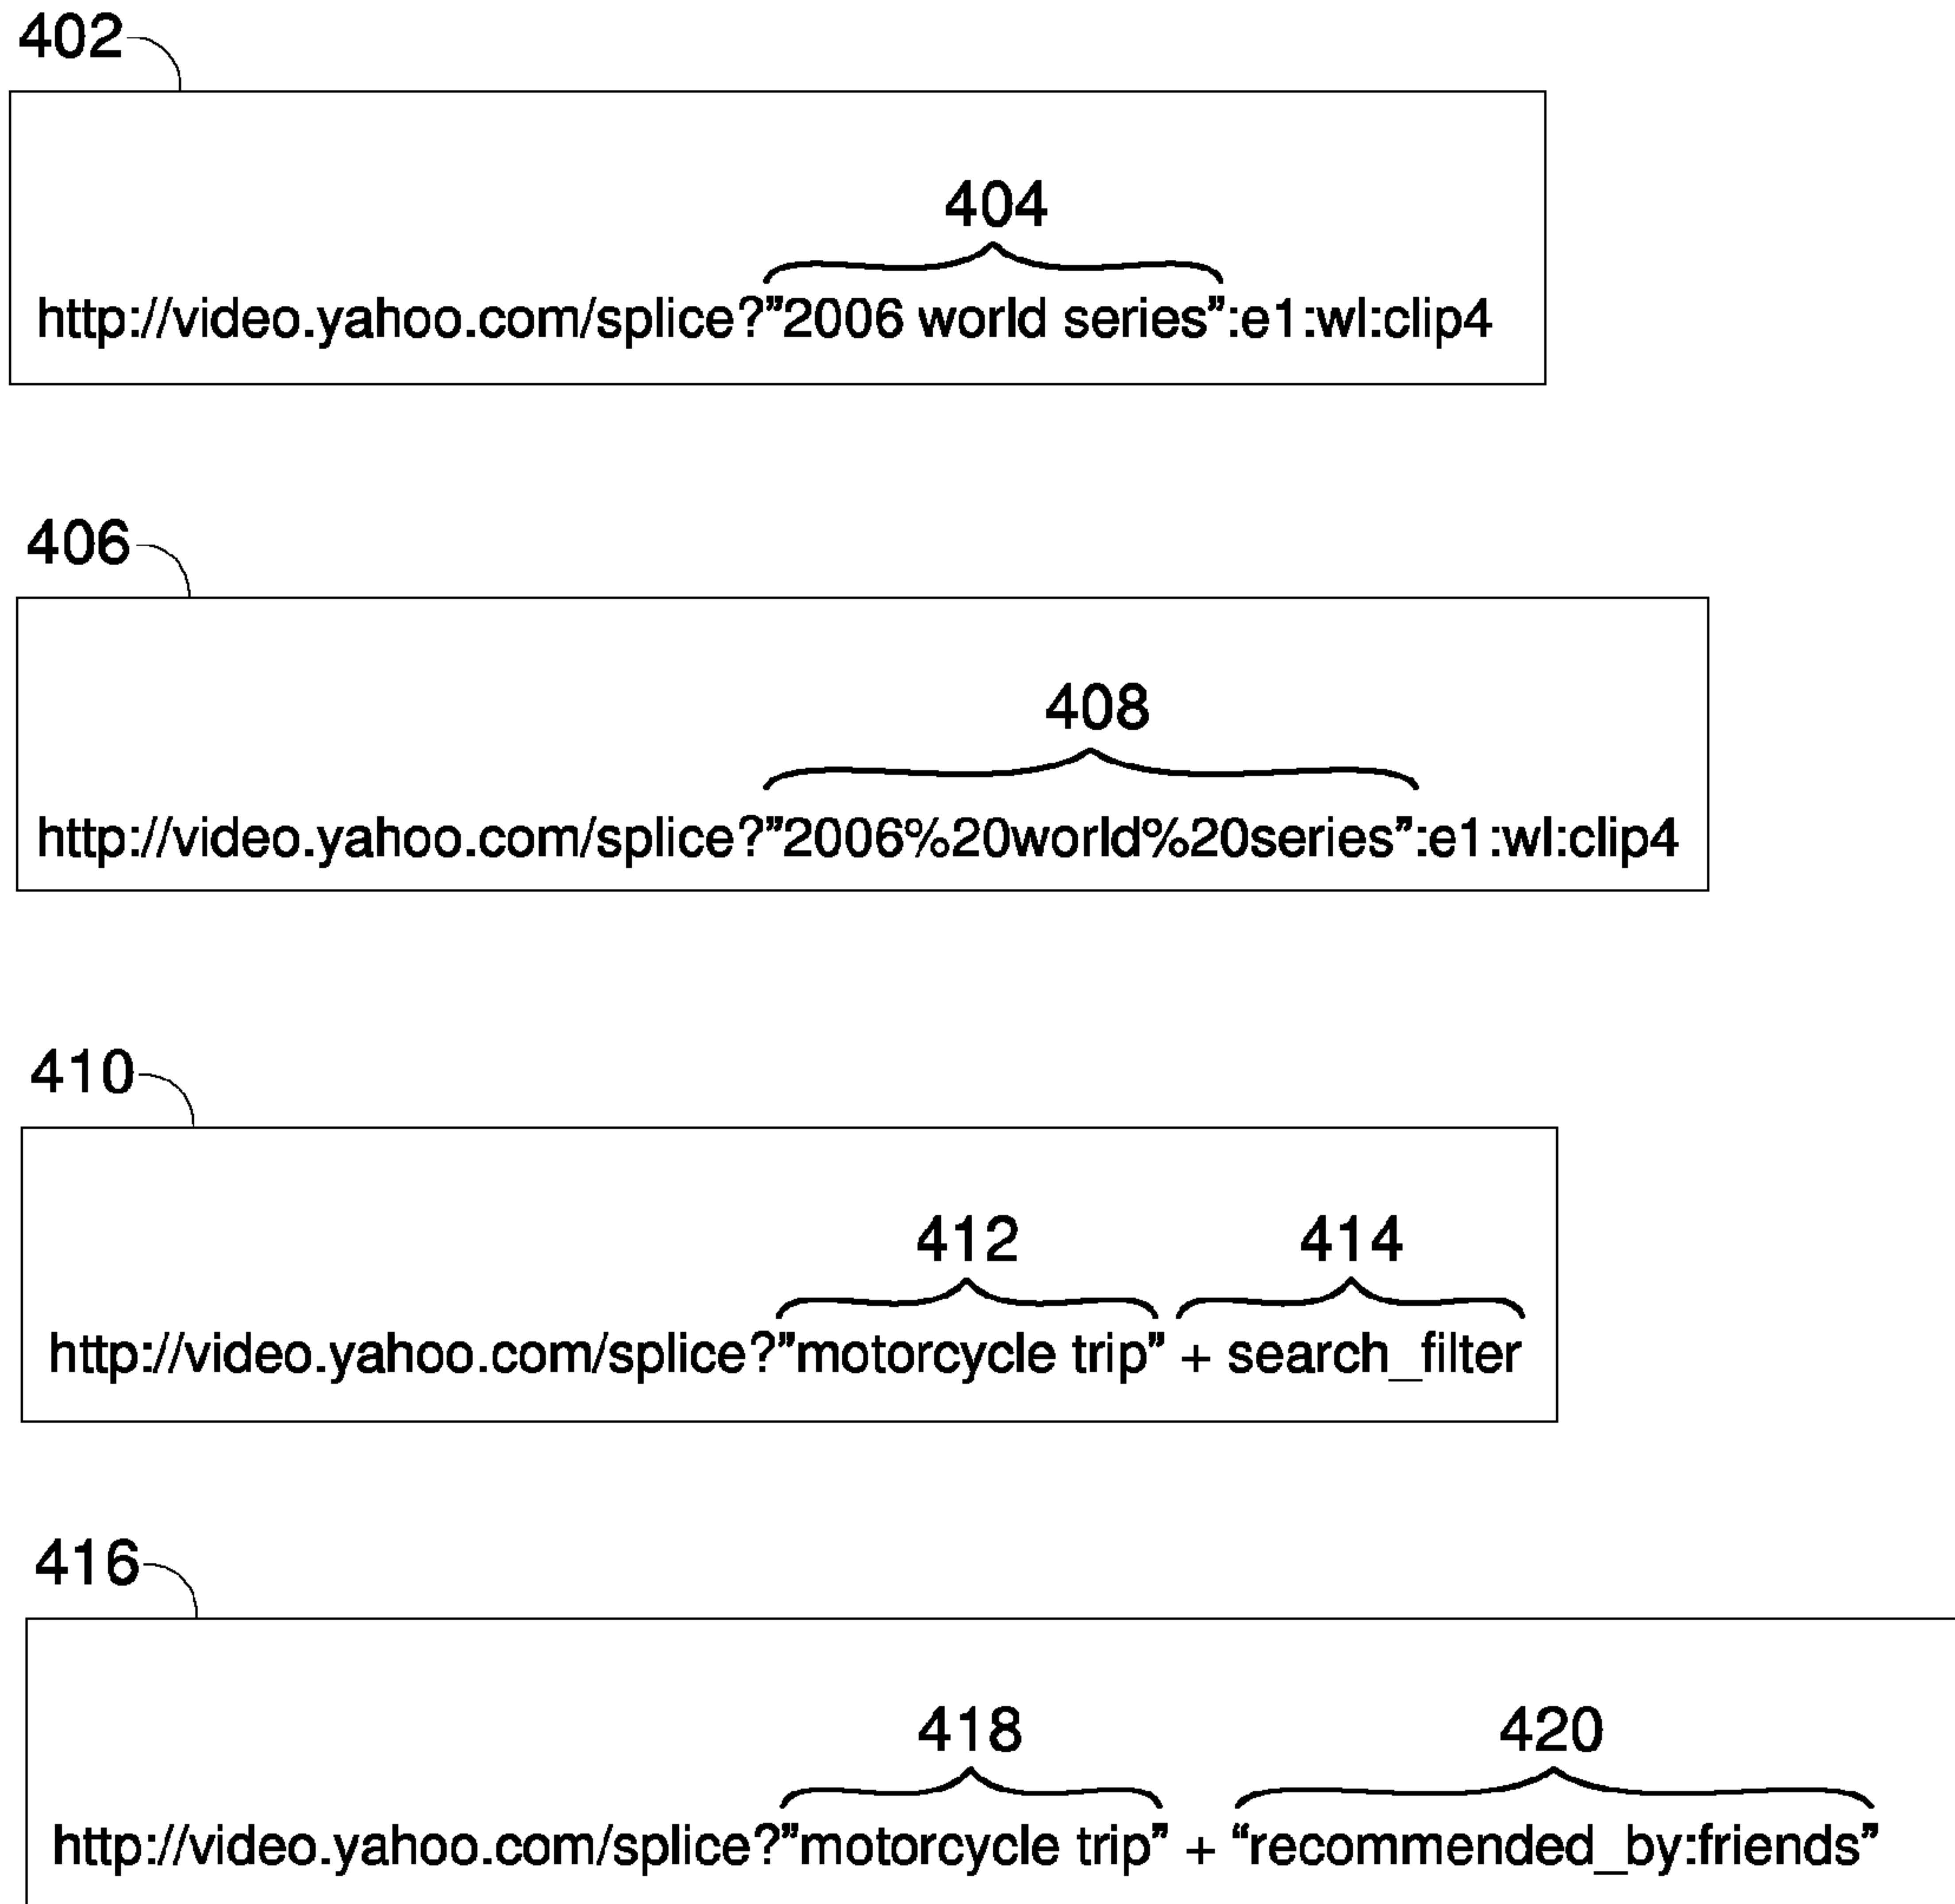 402
404
http://video.yahoo.com/splice?”2006 world series”:e1:wl:clip4
406
408
http://video.yahoo.com/splice?”2006%20world%20series”:e1:wl:clip4
410
412 414
http://video.yahoo.com/splice?”motorcycle trip” + search_filter
416
418 420
http://video.yahoo.com/splice?”motorcycle trip” + “recommended_by:friends”